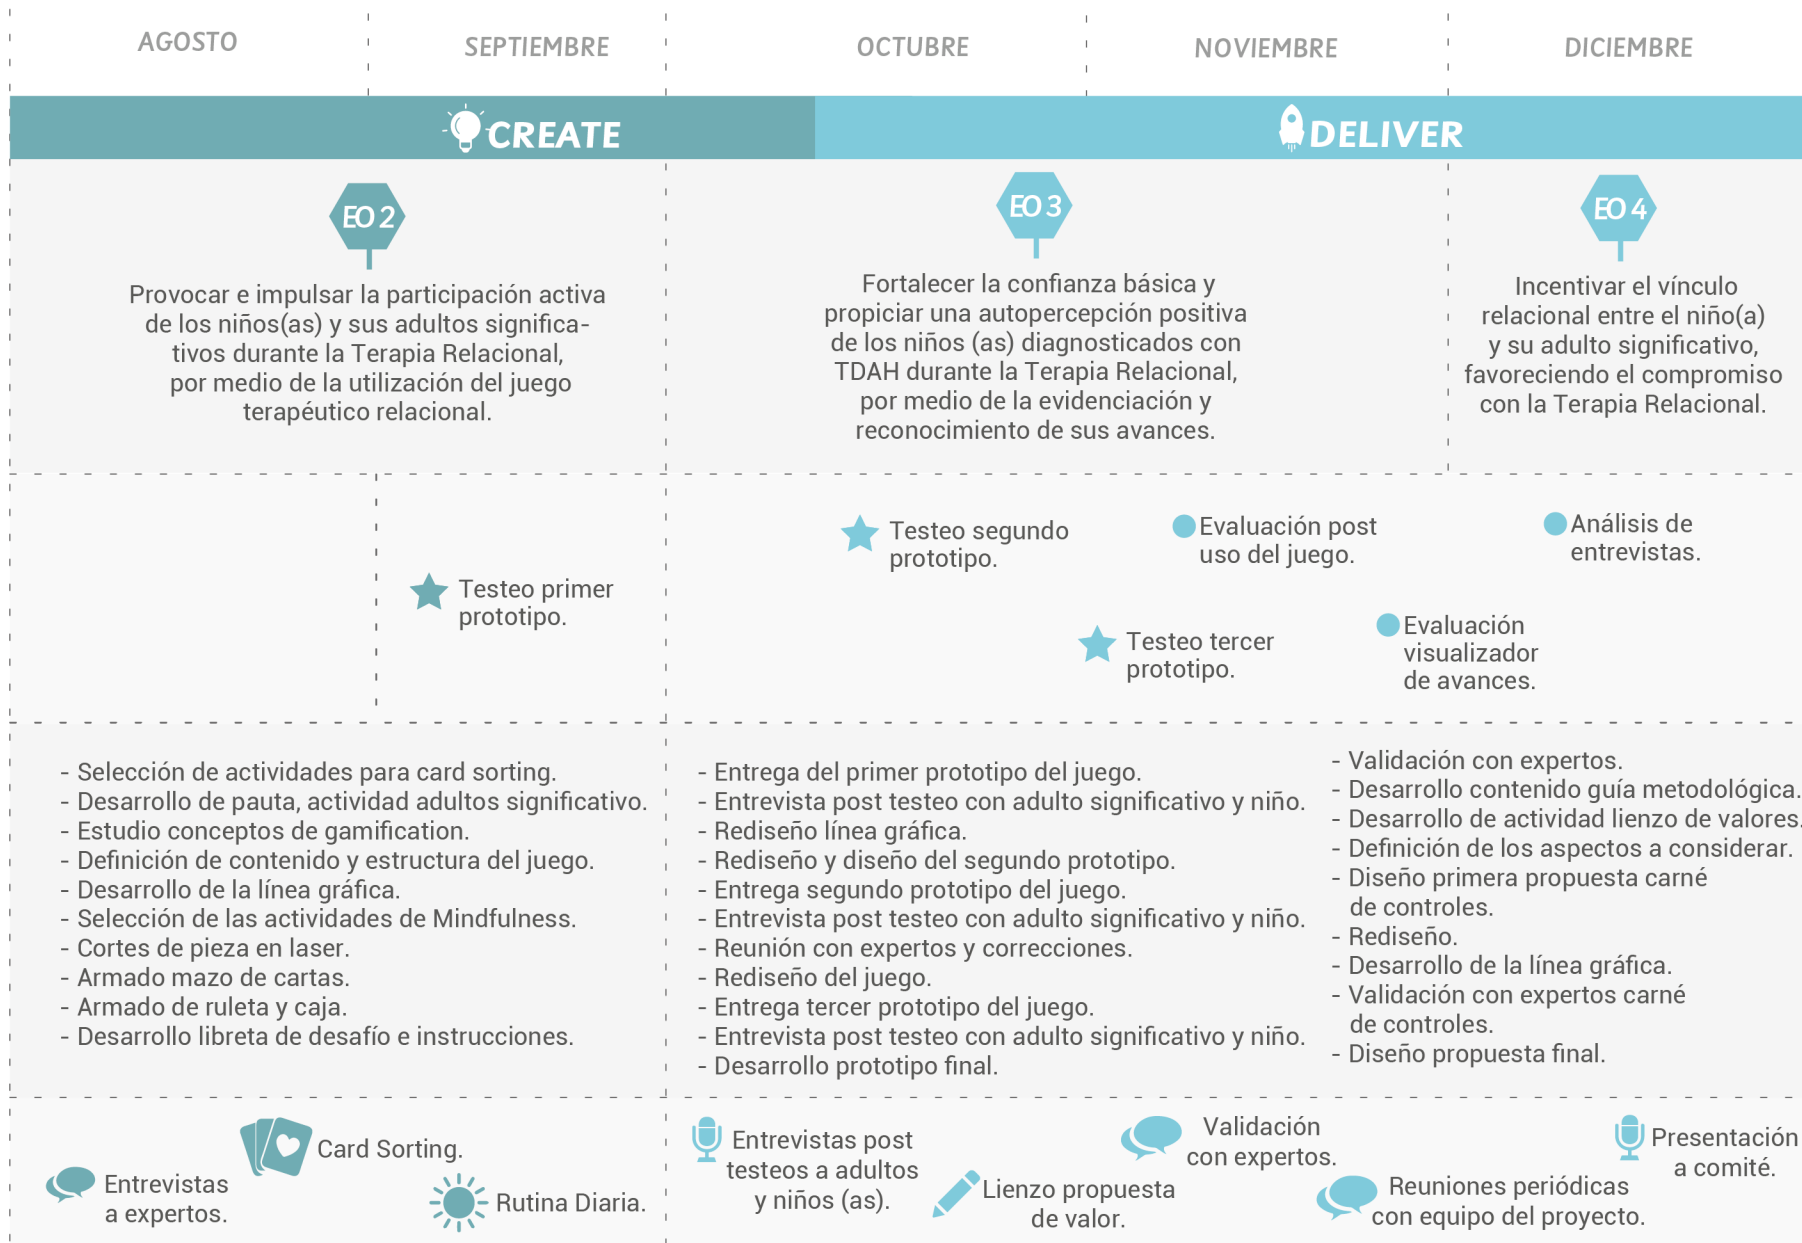 AGOSTO
SEPTIEMBRE
OCTUBRE
NOVIEMBRE
DICIEMBRE
CREATE
DELIVER
EO 2
Provocar e impulsar la participación activa
de los niños(as) y sus adultos significa-
tivos durante la Terapia Relacional,
por medio de la utilización del juego
terapéutico relacional.
EO 3
Fortalecer la confianza básica y
propiciar una autopercepción positiva
de los niños (as) diagnosticados con
TDAH durante la Terapia Relacional,
por medio de la evidenciación y
reconocimiento de sus avances.
EO 4
Incentivar el vínculo
relacional entre el niño(a)
y su adulto significativo,
favoreciendo el compromiso
con la Terapia Relacional.
Testeo primer
prototipo.
Testeo segundo
prototipo.
Evaluación post
uso del juego.
Análisis de
entrevistas.
Testeo tercer
prototipo.
Evaluación
visualizador
de avances.
- Selección de actividades para card sorting.
- Desarrollo de pauta, actividad adultos significativo.
- Estudio conceptos de gamification.
- Definición de contenido y estructura del juego.
- Desarrollo de la línea gráfica.
- Selección de las actividades de Mindfulness.
- Cortes de pieza en laser.
- Armado mazo de cartas.
- Armado de ruleta y caja.
- Desarrollo libreta de desafío e instrucciones.
- Entrega del primer prototipo del juego.
- Entrevista post testeo con adulto significativo y niño.
- Rediseño línea gráfica.
- Rediseño y diseño del segundo prototipo.
- Entrega segundo prototipo del juego.
- Entrevista post testeo con adulto significativo y niño.
- Reunión con expertos y correcciones.
- Rediseño del juego.
- Entrega tercer prototipo del juego.
- Entrevista post testeo con adulto significativo y niño.
- Desarrollo prototipo final.
- Validación con expertos.
- Desarrollo contenido guía metodológica.
- Desarrollo de actividad lienzo de valores.
- Definición de los aspectos a considerar.
- Diseño primera propuesta carné
de controles.
- Rediseño.
- Desarrollo de la línea gráfica.
- Validación con expertos carné
de controles.
- Diseño propuesta final.
Entrevistas
a expertos.
Card Sorting.
Rutina Diaria.
Entrevistas post
testeos a adultos
y niños (as).
Lienzo propuesta
de valor.
Validación
con expertos.
Reuniones periódicas
con equipo del proyecto.
Presentación
a comité.